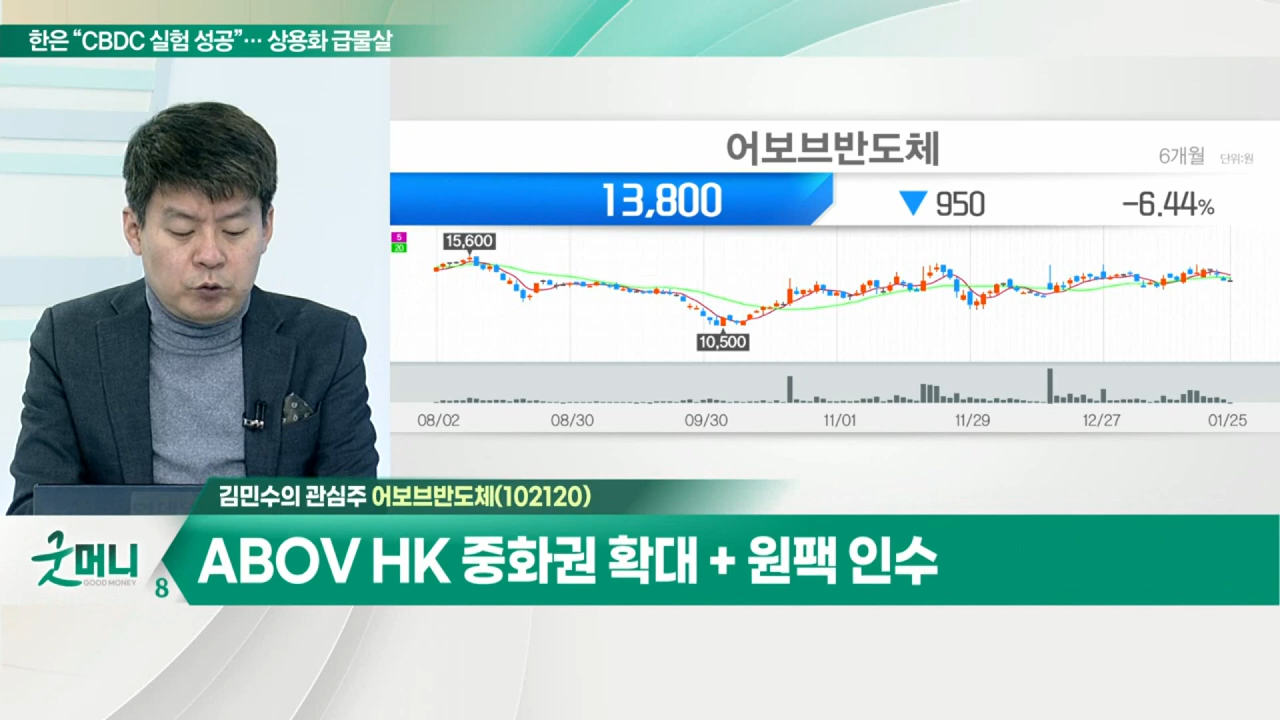 한은 “CBDC 실험 성공”… 상용화 급물살
어보브반도체
6개월 단위:원
13,800 ▼ 950 -6.44%
5
20
15,600
10,500
08/02 08/30 09/30 11/01 11/29 12/27 01/25
김민수의 관심주 어보브반도체(102120)
굿머니
GOOD MONEY
8
ABOV HK 중화권 확대 + 원팩 인수